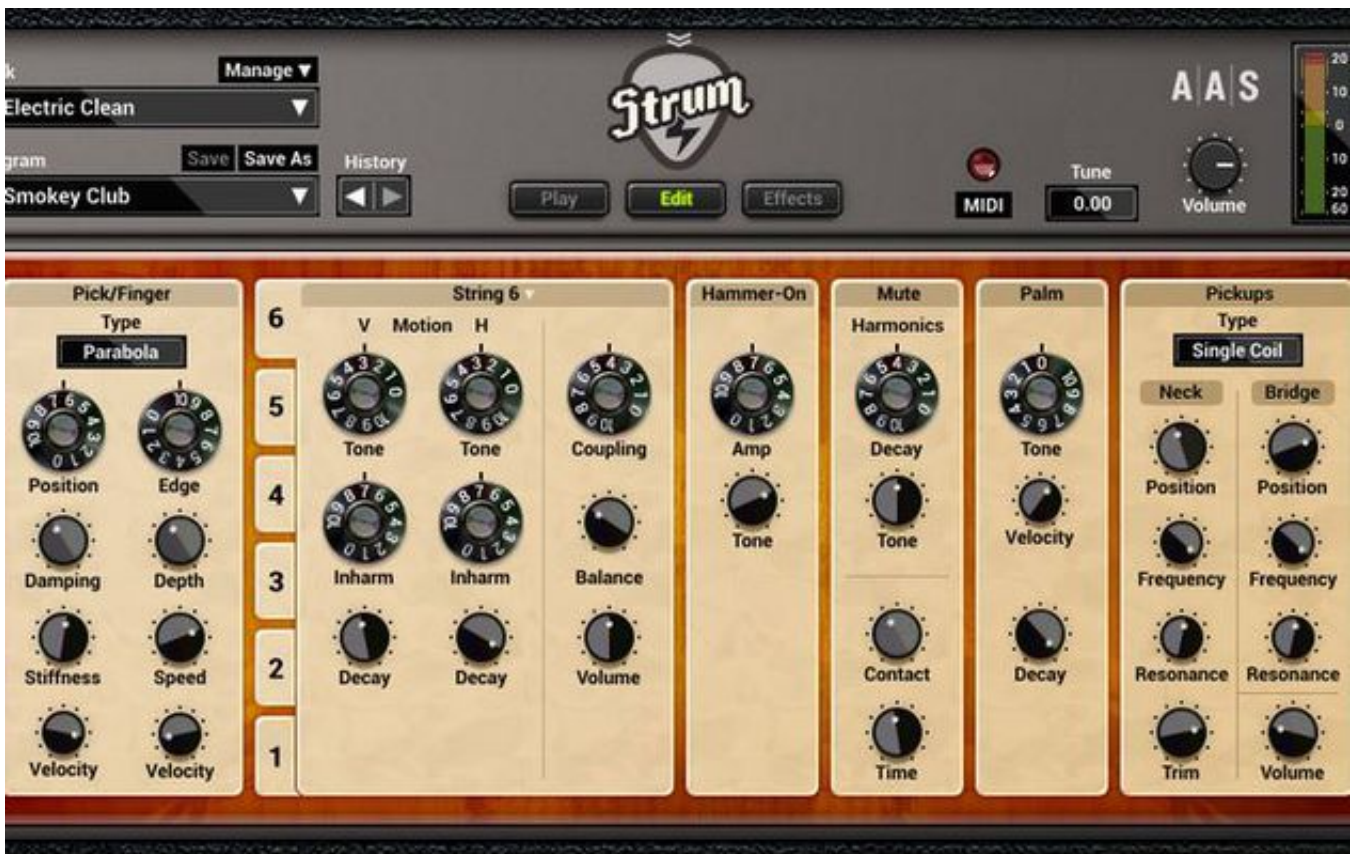 k
Manage ▼
Electric Clean ▼
gram
Save
Save As
Smokey Club ▼
History
Strum
Play
Edit
Effects
MIDI
Tune
0.00
A|A|S
Volume
20
10
0
10
20
60
Pick/Finger
Type
Parabola
Position
Edge
Damping
Depth
Stiffness
Speed
Velocity
Velocity
6
5
4
3
2
1
String 6
V Motion H
Tone
Tone
Coupling
Inharm
Inharm
Balance
Decay
Decay
Volume
Hammer-On
Amp
Tone
Mute
Harmonics
Decay
Tone
Contact
Time
Palm
Tone
Velocity
Decay
Pickups
Type
Single Coil
Neck
Bridge
Position
Position
Frequency
Frequency
Resonance
Resonance
Trim
Volume